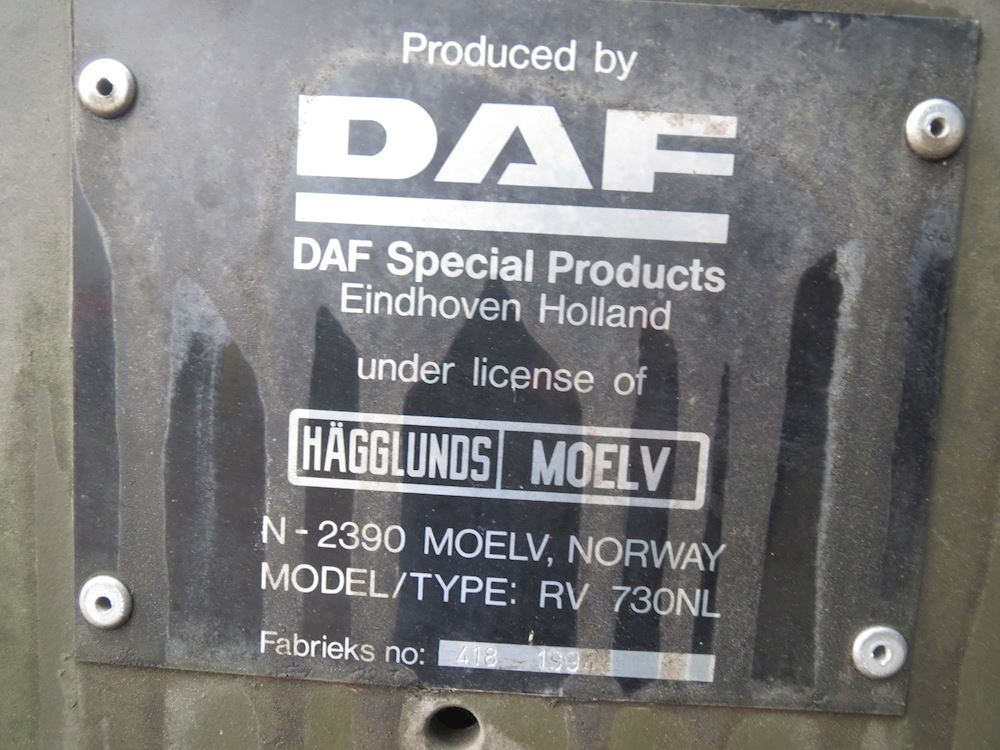 Produced by
DAF
DAF Special Products
Eindhoven Holland
under license of
HÄGGLUNDS MOELV
N-2390 MOELV, NORWAY
MODEL/TYPE: RV 730NL
Fabrieks no: 418